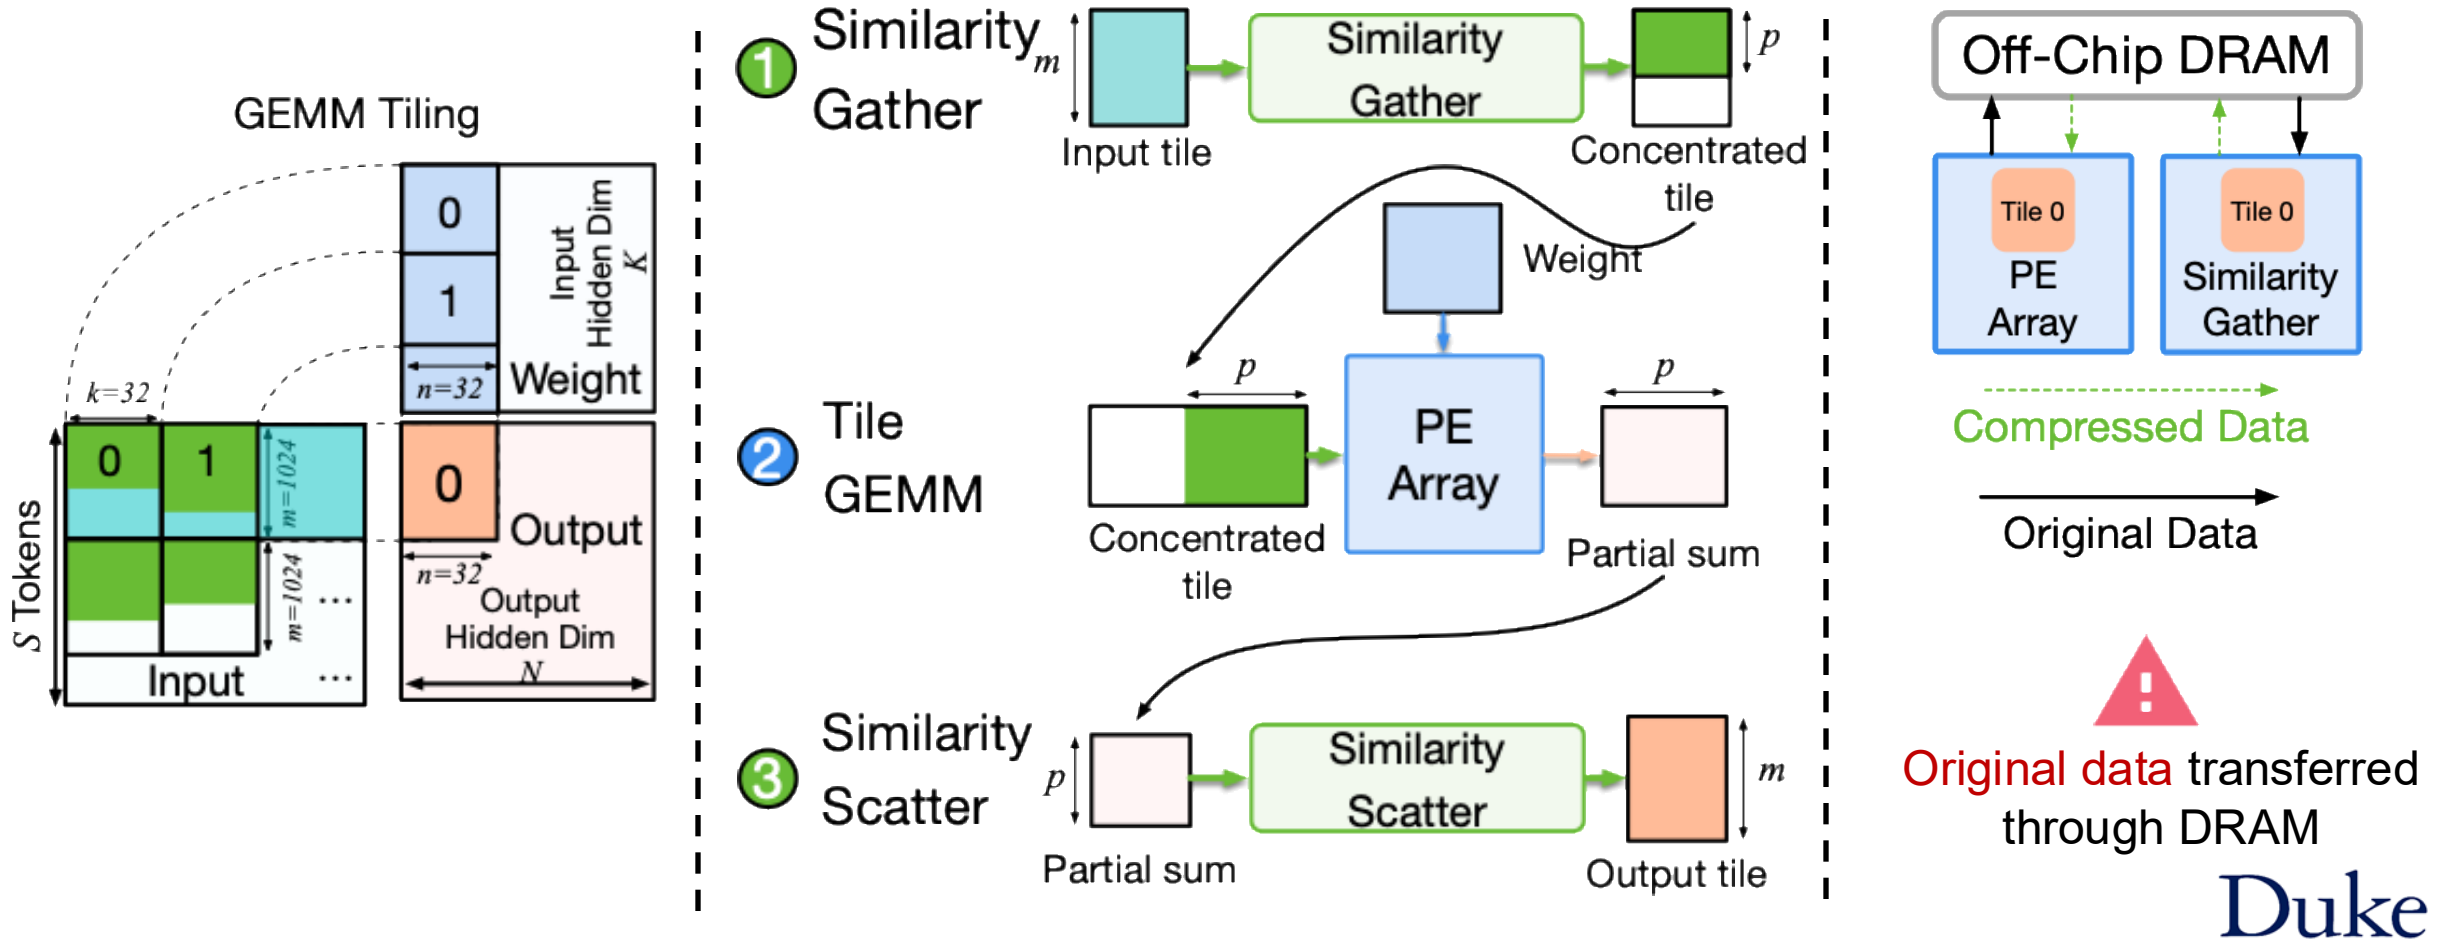 GEMM Tiling
0
1
Input
Hidden Dim
K
n=32
Weight
k=32
0
1
m=1024
m=1024
S Tokens
...
...
Input
0
Output
n=32
Output
Hidden Dim
N
1
Similarity
Gather
m
Input tile
Similarity
Gather
p
Concentrated
tile
2
Tile
GEMM
Weight
p
Concentrated
tile
PE
Array
p
Partial sum
3
Similarity
Scatter
p
Partial sum
Similarity
Scatter
m
Output tile
Off-Chip DRAM
Tile 0
PE
Array
Tile 0
Similarity
Gather
Compressed Data
Original Data
!
Original data transferred
through DRAM
Duke